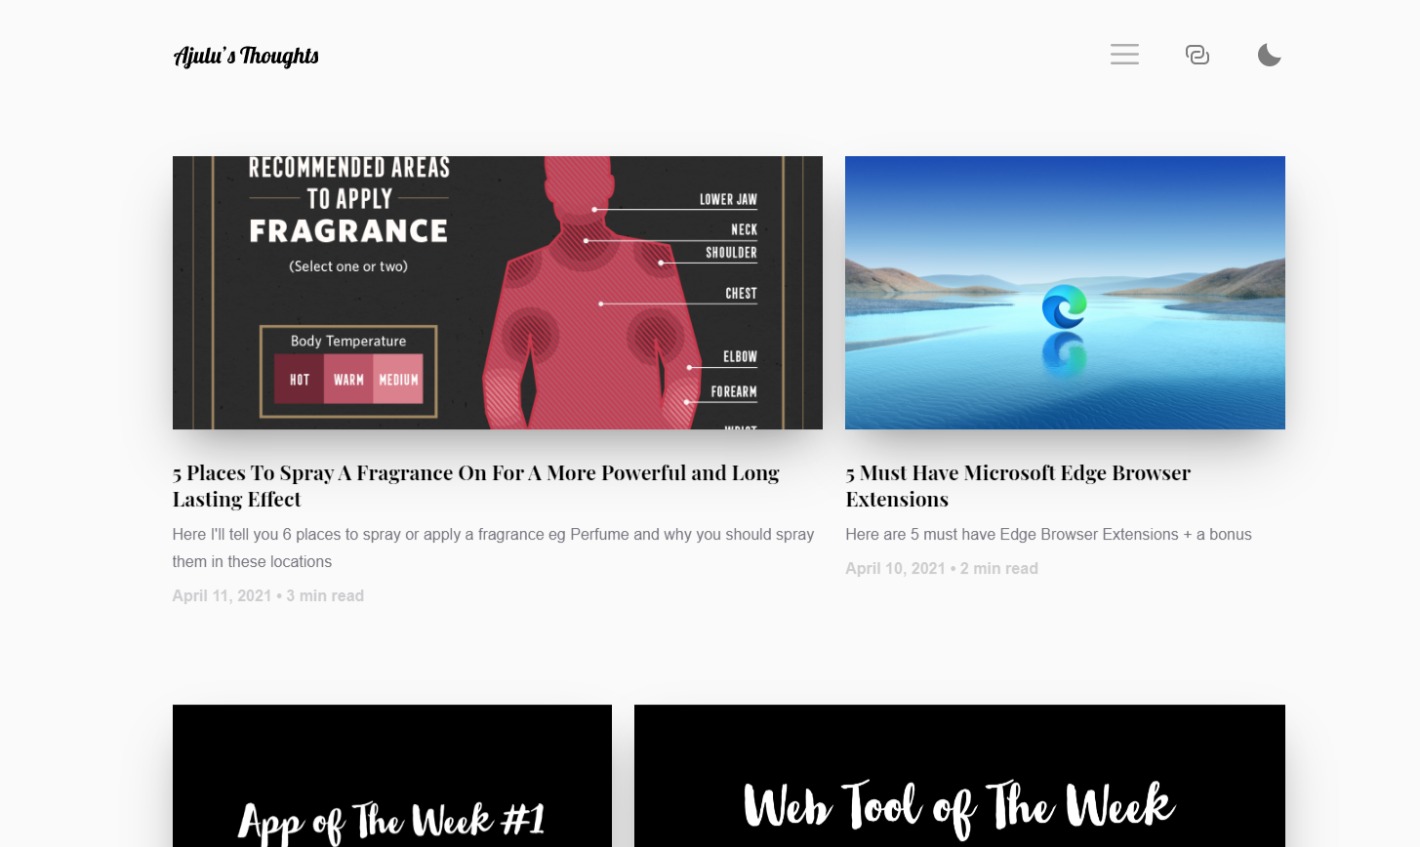 Ajulu's Thoughts
RECOMMENDED AREAS
TO APPLY
FRAGRANCE
(Select one or two)
Body Temperature
HOT WARM MEDIUM
LOWER JAW
NECK
SHOULDER
CHEST
ELBOW
FOREARM
5 Places To Spray A Fragrance On For A More Powerful and Long
Lasting Effect
Here I'll tell you 6 places to spray or apply a fragrance eg Perfume and why you should spray
them in these locations
April 11, 2021 • 3 min read
5 Must Have Microsoft Edge Browser
Extensions
Here are 5 must have Edge Browser Extensions + a bonus
April 10, 2021 • 2 min read
App of The Week #1
Web Tool of The Week